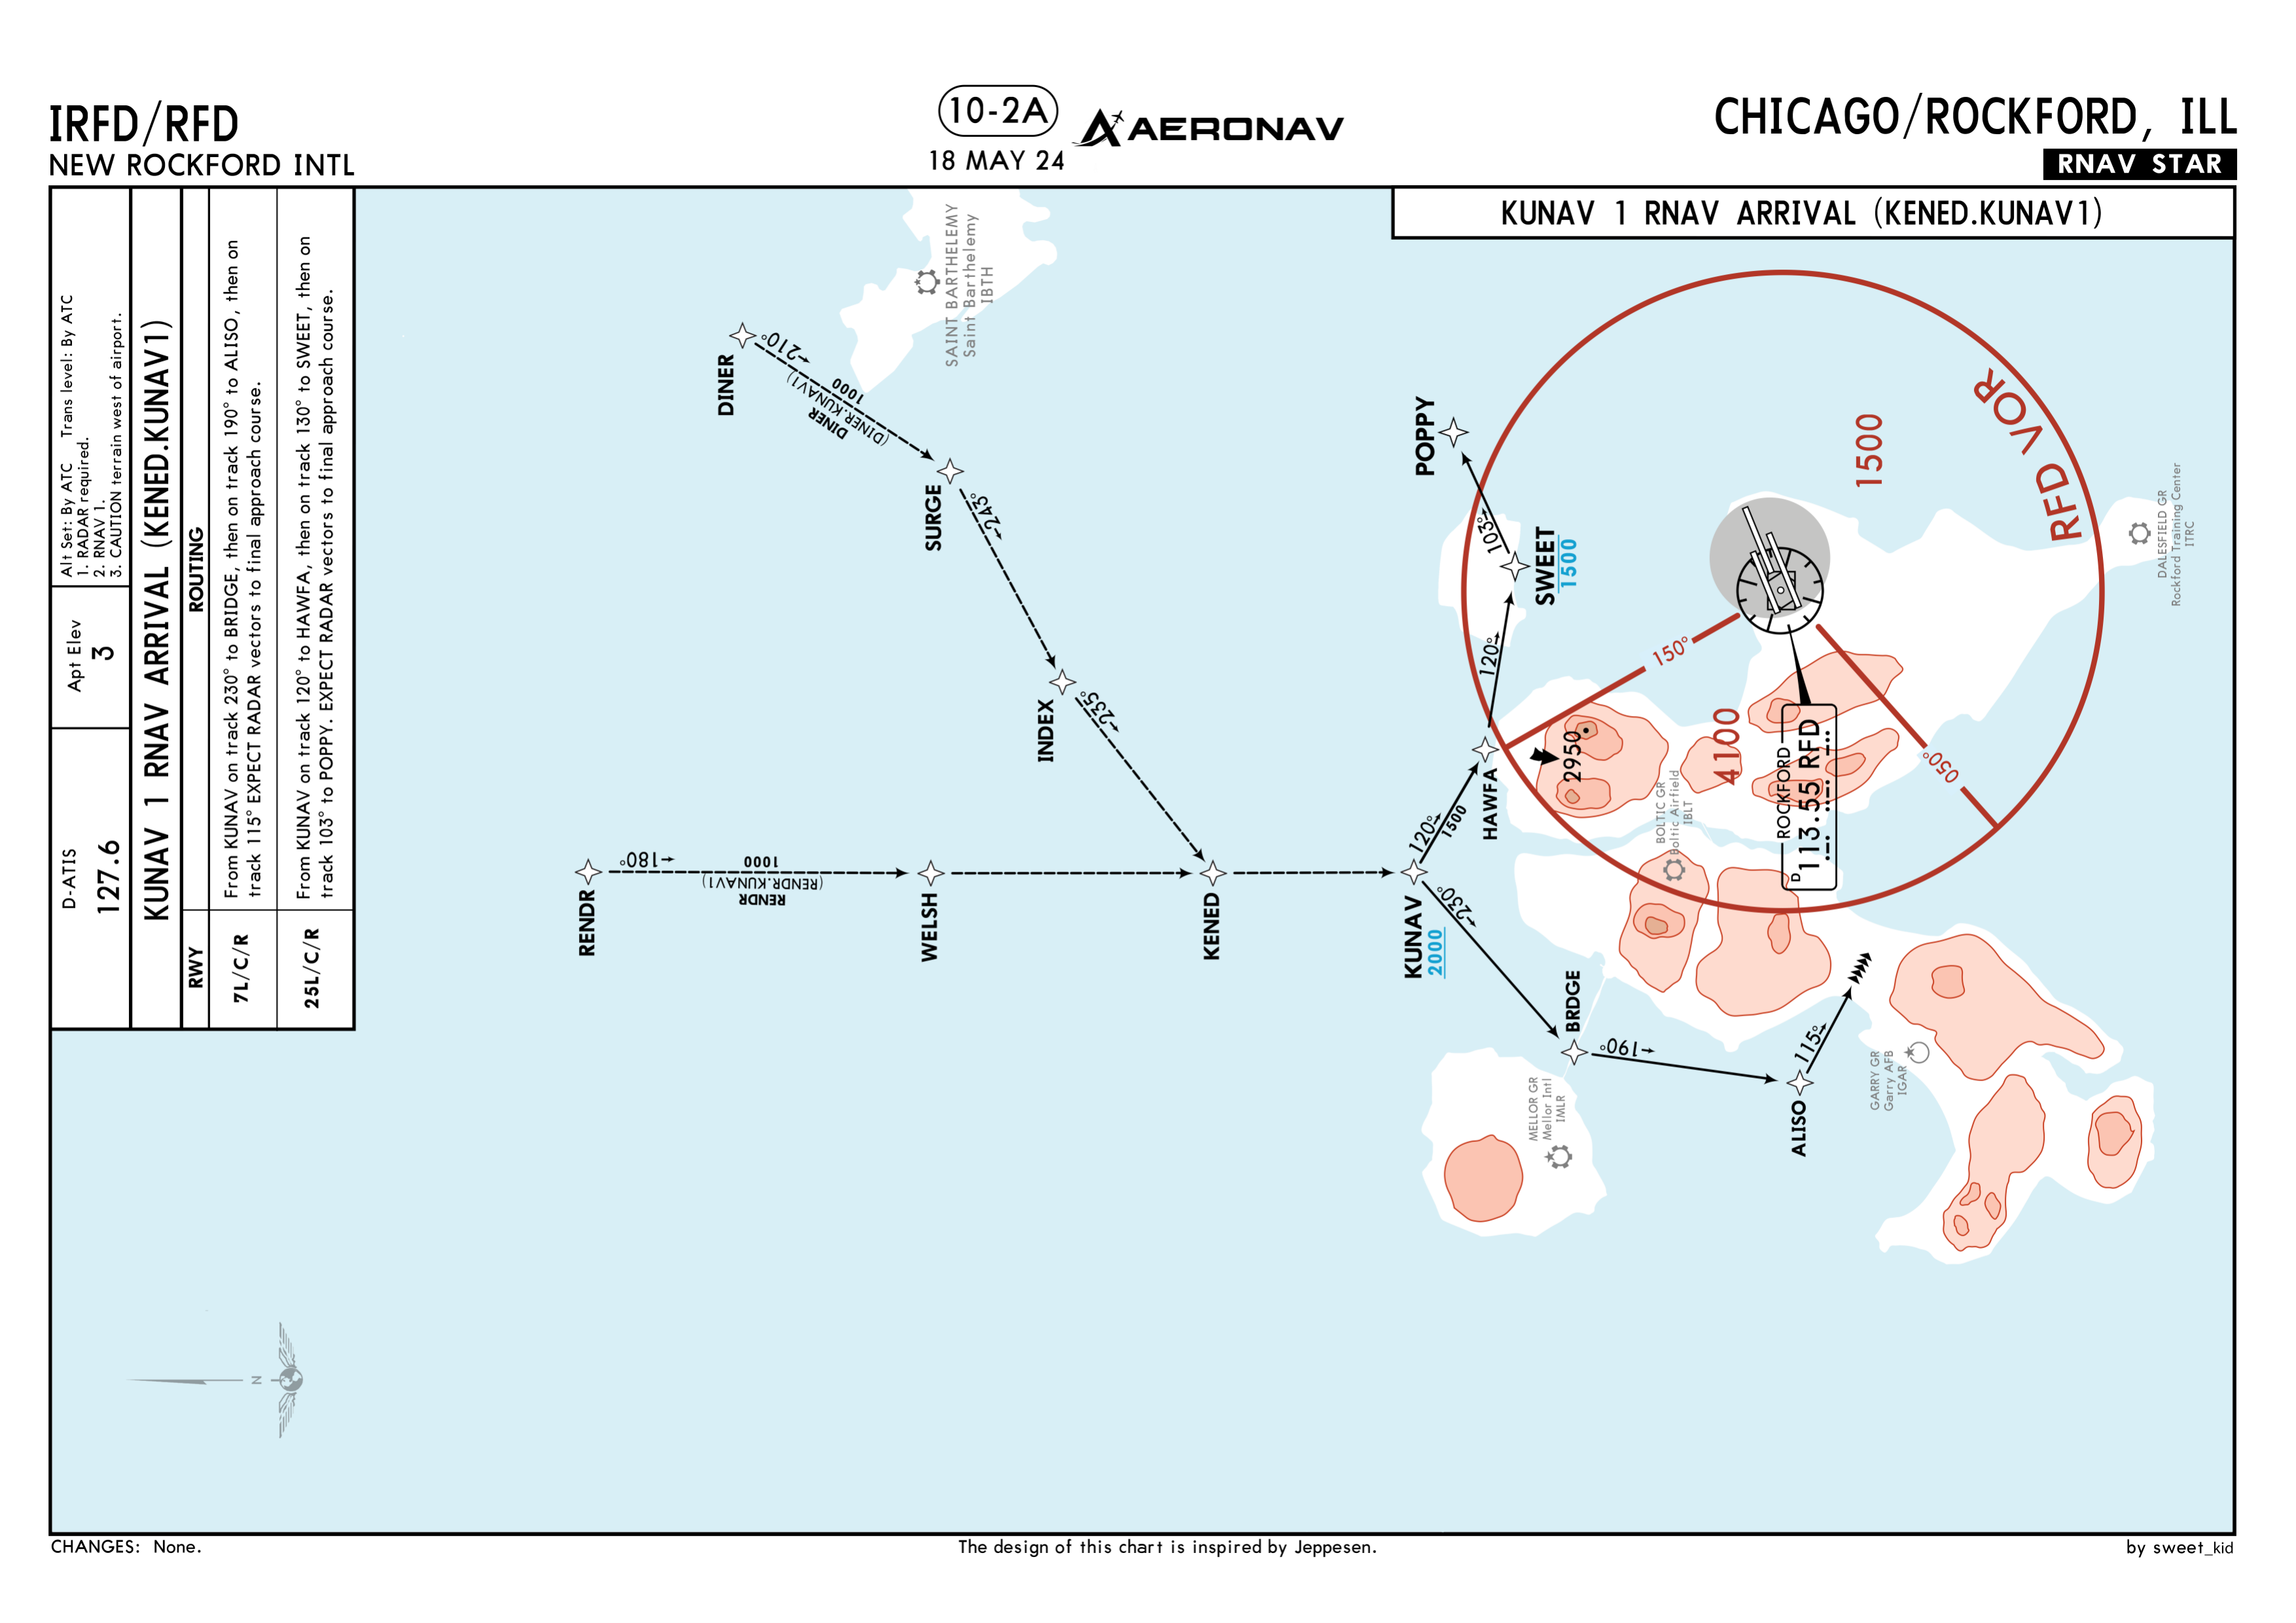 IRFD/RFD
NEW ROCKFORD INTL
10-2A
18 MAY 24
AERONAV
CHICAGO/ROCKFORD, ILL
RNAV STAR
KUNAV 1 RNAV ARRIVAL (KENED.KUNAV1)
D-ATIS
127.6
Apt Elev
3
Alt Set: By ATC Trans level: By ATC
1. RADAR required.
2. RNAV 1.
3. CAUTION terrain west of airport.
KUNAV 1 RNAV ARRIVAL (KENED.KUNAV1)
RWY
ROUTING
7L/C/R
From KUNAV on track 230° to BRIDGE, then on track 190° to ALISO, then on
track 115° EXPECT RADAR vectors to final approach course.
25L/C/R
From KUNAV on track 120° to HAWFA, then on track 130° to SWEET, then on
track 103° to POPPY. EXPECT RADAR vectors to final approach course.
SAINT BARTHELEMY
Saint Barthelemy
IBTH
DINER
210°
1000
(DINER.KUNAV1)
DINER
SURGE
243°
INDEX
235°
RENDR
180°
1000
(RENDR.KUNAV1)
RENDR
WELSH
KENED
KUNAV
2000
120°
1500
HAWFA
120°
SWEET
1500
103°
POPPY
230°
BRDGE
190°
ALISO
115°
RFD VOR
1500
4100
150°
050°
2950
ROCKFORD
D
113.55 RFD
BOLTIC GR
Boltic Airfield
IBLT
DALESFIELD GR
Rockford Training Center
ITRC
MELLOR GR
Mellor Intl
IMLR
GARRY GR
Garry AFB
IGAR
N
CHANGES: None.
The design of this chart is inspired by Jeppesen.
by sweet_kid